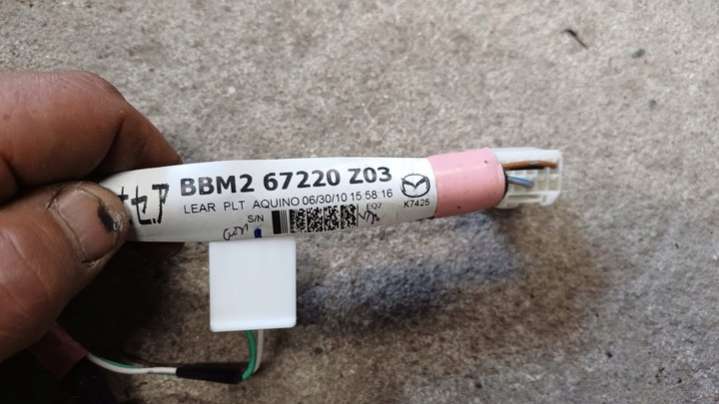 セ.ア
BBM2 67220 Z03
LEAR PLT AQUINO 06/30/10 15:58:16
S/N
K7425